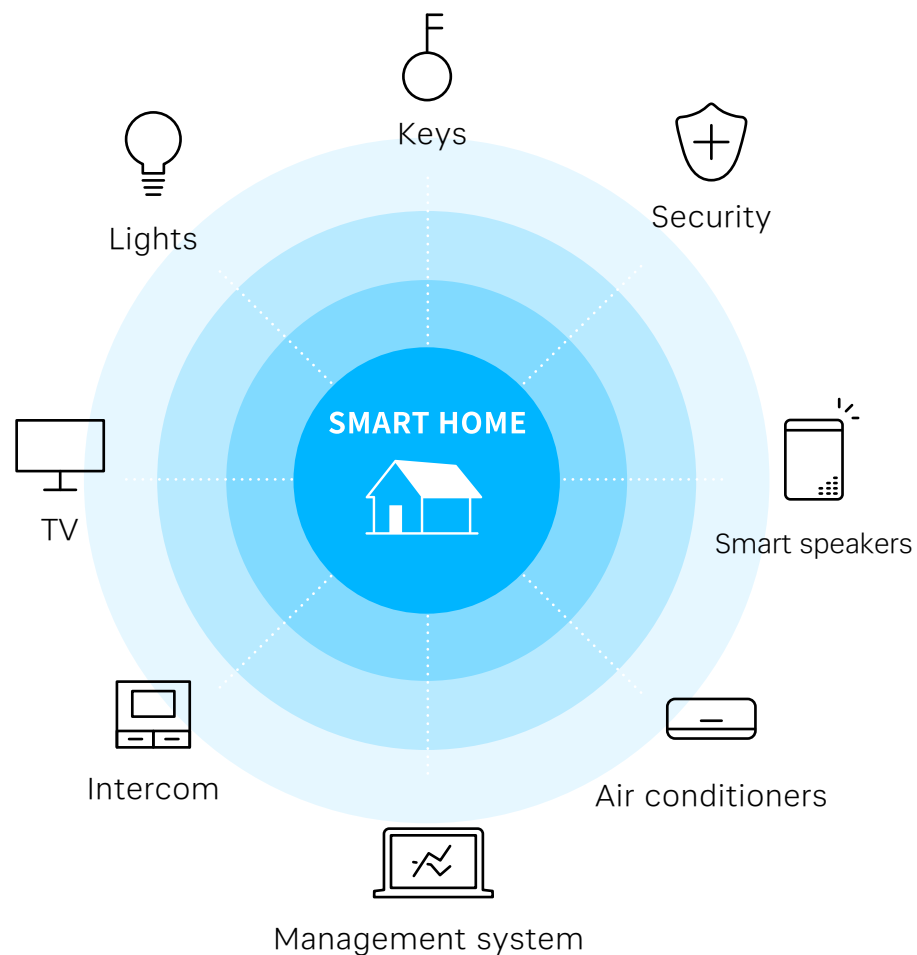 Keys
Security
Lights
SMART HOME
TV
Smart speakers
Intercom
Air conditioners
Management system